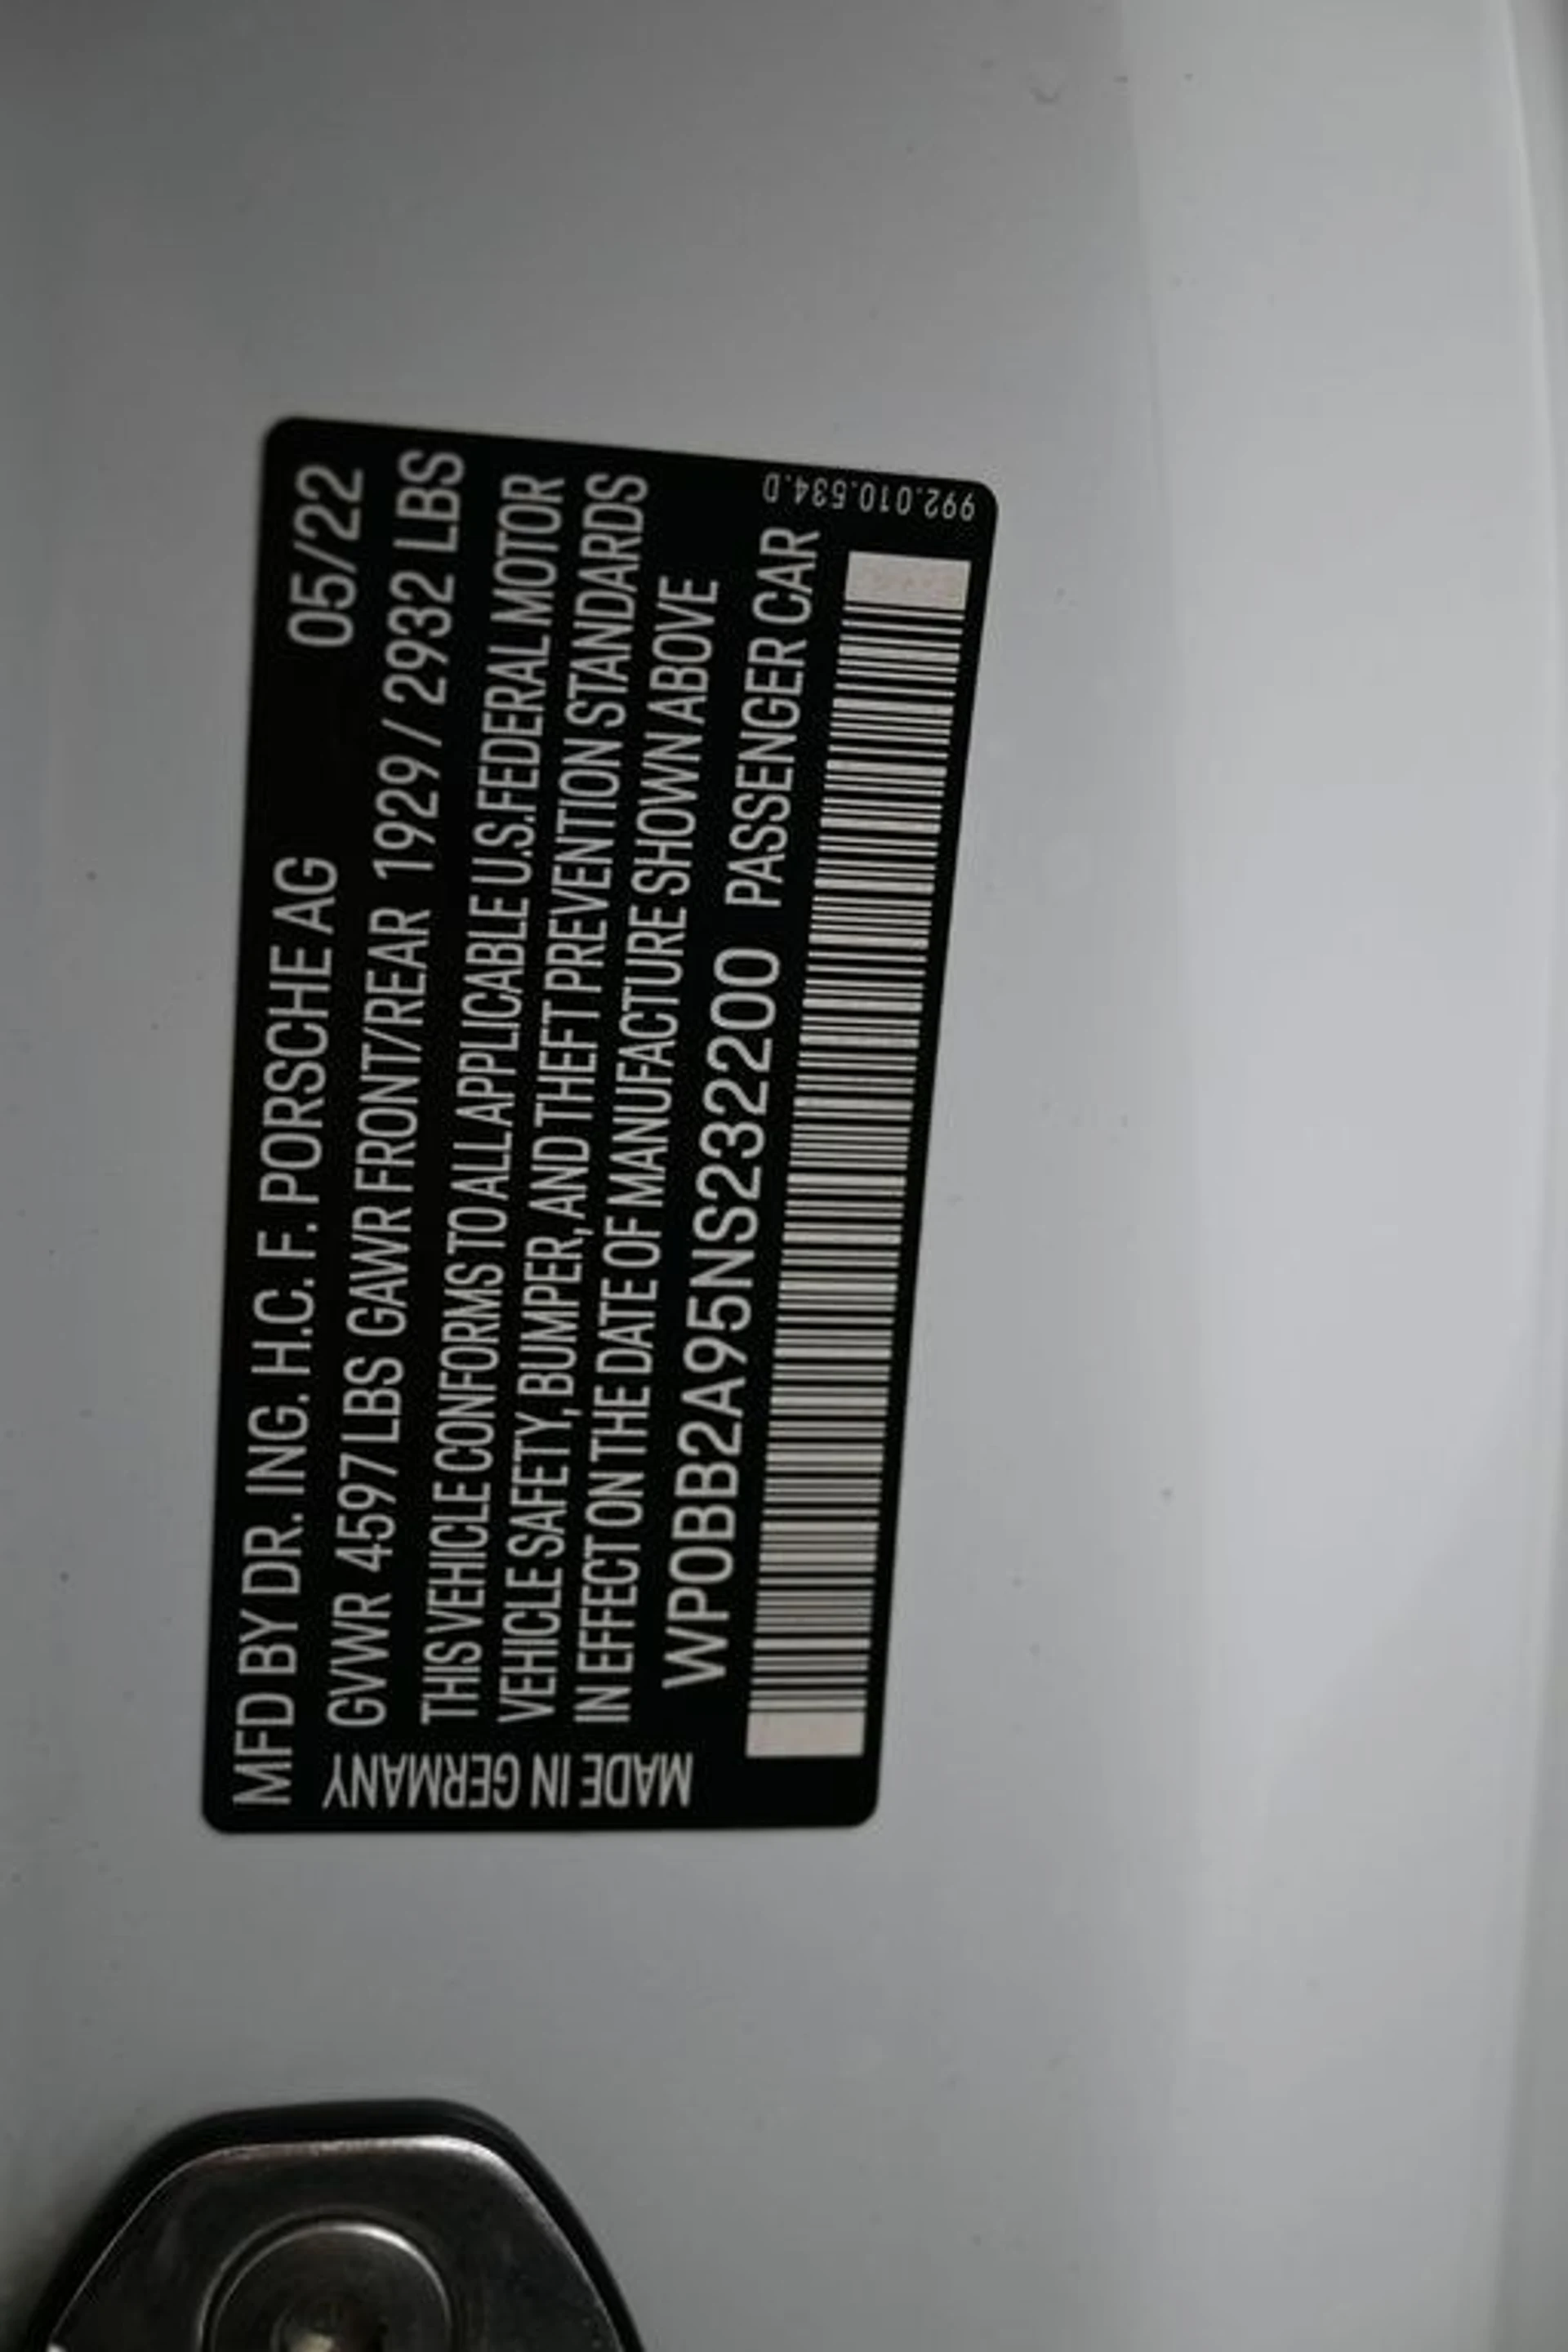 MFD BY DR. ING. H.C. F. PORSCHE AG 05/22
GVWR 4597 LBS GAWR FRONT/REAR 1929 / 2932 LBS
THIS VEHICLE CONFORMS TO ALL APPLICABLE U.S. FEDERAL MOTOR
VEHICLE SAFETY, BUMPER, AND THEFT PREVENTION STANDARDS
IN EFFECT ON THE DATE OF MANUFACTURE SHOWN ABOVE
WP0BB2A95NS232200 PASSENGER CAR
MADE IN GERMANY
992.010.534.D